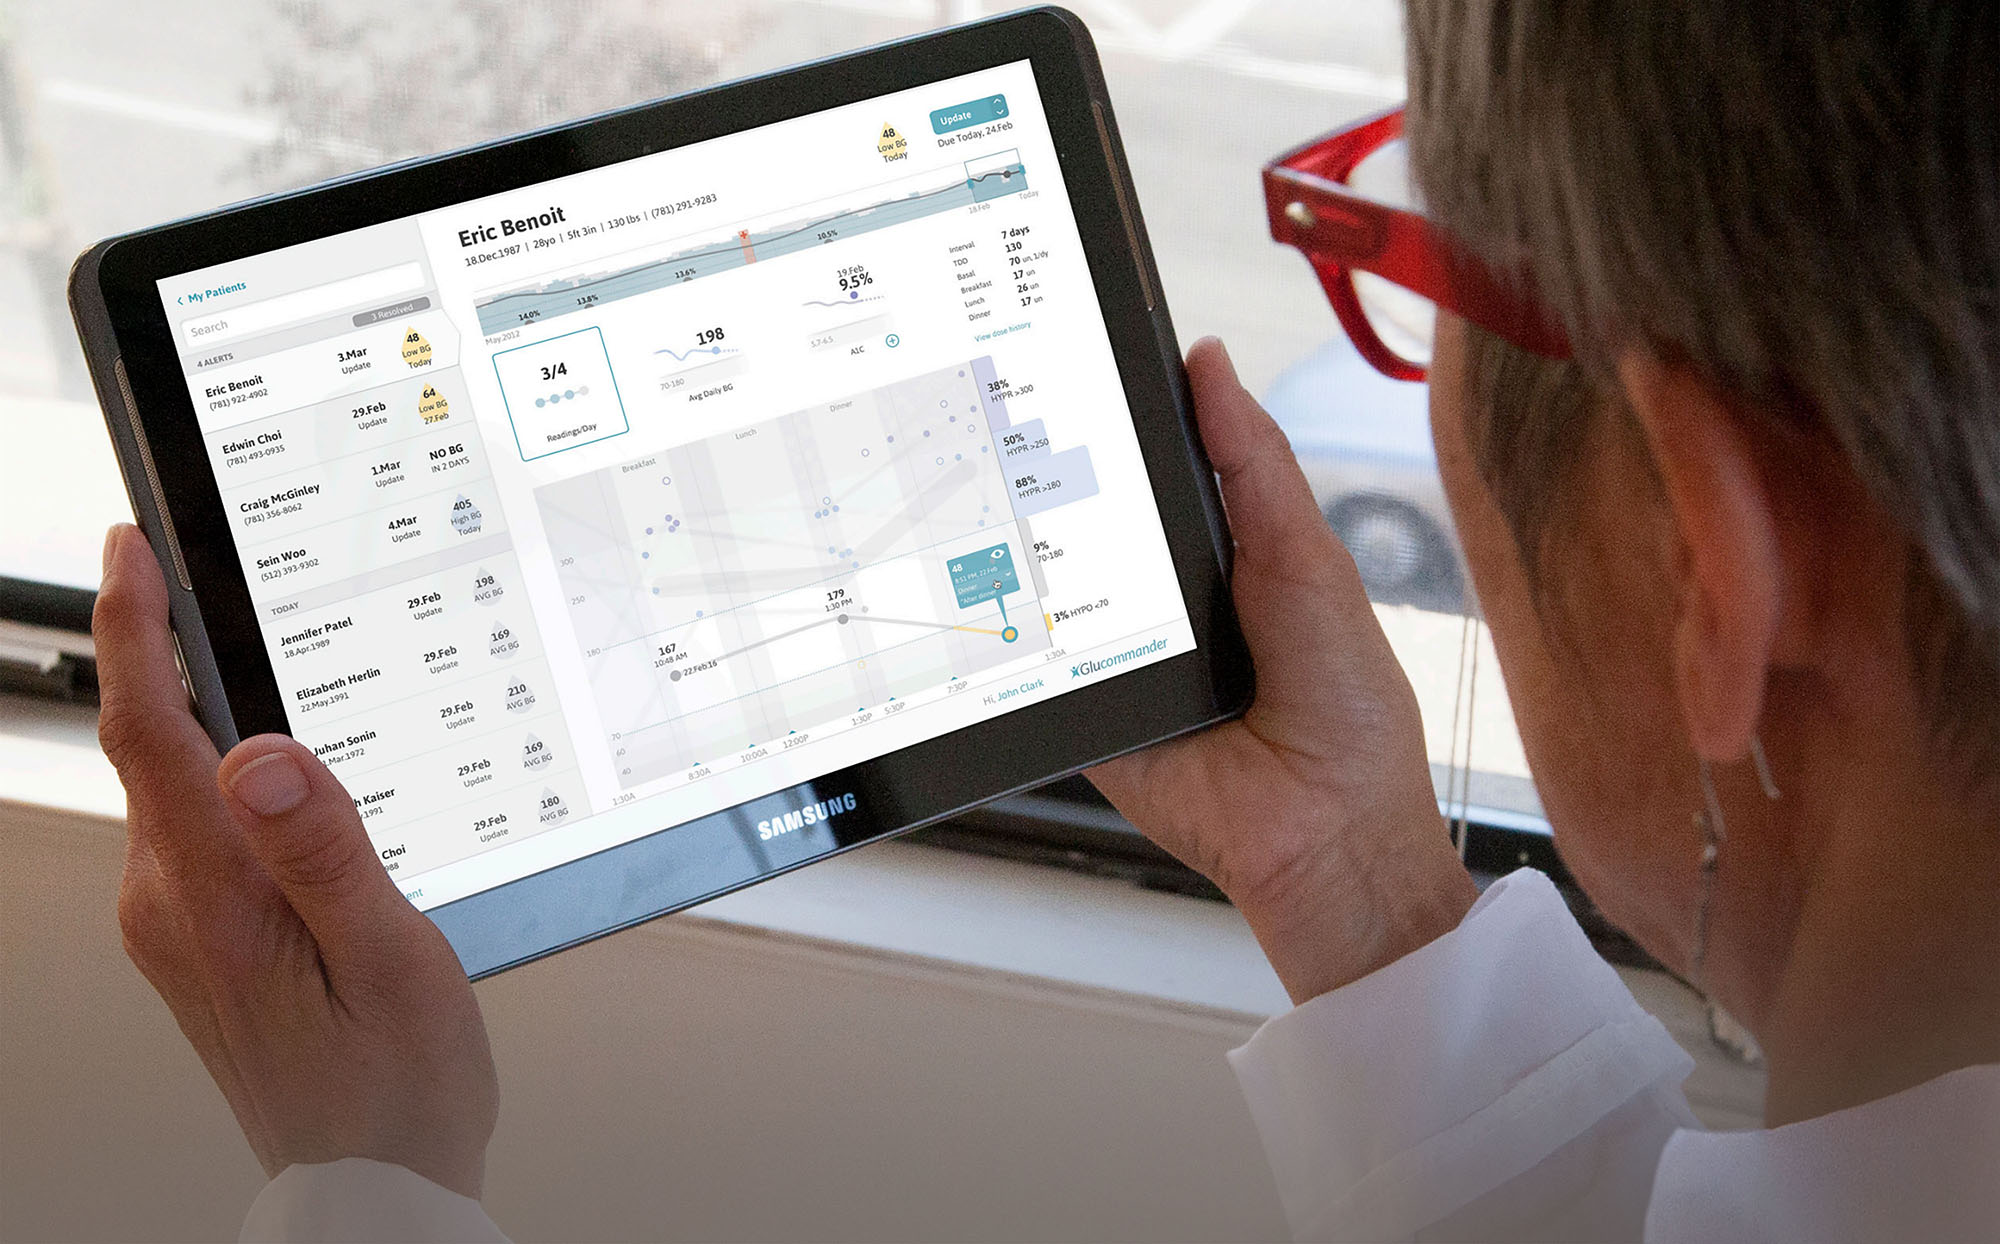 ‹ My Patients
Search
3 Resolved
4 ALERTS
Eric Benoit
(781) 922-4902
3.Mar
Update
48
Low BG
Today
Edwin Choi
(781) 493-0935
29.Feb
Update
64
Low BG
27.Feb
Craig McGinley
(781) 356-8062
1.Mar
Update
NO BG
IN 2 DAYS
Sein Woo
(512) 393-9302
4.Mar
Update
405
High BG
Today
TODAY
Jennifer Patel
18.Apr.1989
29.Feb
Update
198
AVG BG
Elizabeth Herlin
22.May.1991
29.Feb
Update
169
AVG BG
Juhan Sonin
.Mar.1972
29.Feb
Update
210
AVG BG
h Kaiser
.1991
29.Feb
Update
169
AVG BG
Choi
988
29.Feb
Update
180
AVG BG
ent
Eric Benoit
18.Dec.1987 | 28yo | 5ft 3in | 130 lbs | (781) 291-9283
48
Low BG
Today
Update
Due Today, 24.Feb
14.0%
13.8%
13.6%
10.5%
May.2012
18.Feb
Today
3/4
Readings/Day
198
70-180
Avg Daily BG
19.Feb
9.5%
5.7-6.5
A1C
Interval 7 days
TDD 130
Basal 70 un, 1/dy
Breakfast 17 un
Lunch 26 un
Dinner 17 un
View dose history
Breakfast
Lunch
Dinner
38%
HYPR >300
50%
HYPR >250
88%
HYPR >180
9%
70-180
3% HYPO <70
300
250
180
70
60
40
167
10:48 AM
22.Feb.16
179
1:30 PM
48
9:51 PM, 22.Feb
Dinner
"After dinner"
1:30A
8:30A
10:00A
12:00P
1:30P
5:30P
7:30P
1:30A
Hi, John Clark
Glucommander
SAMSUNG